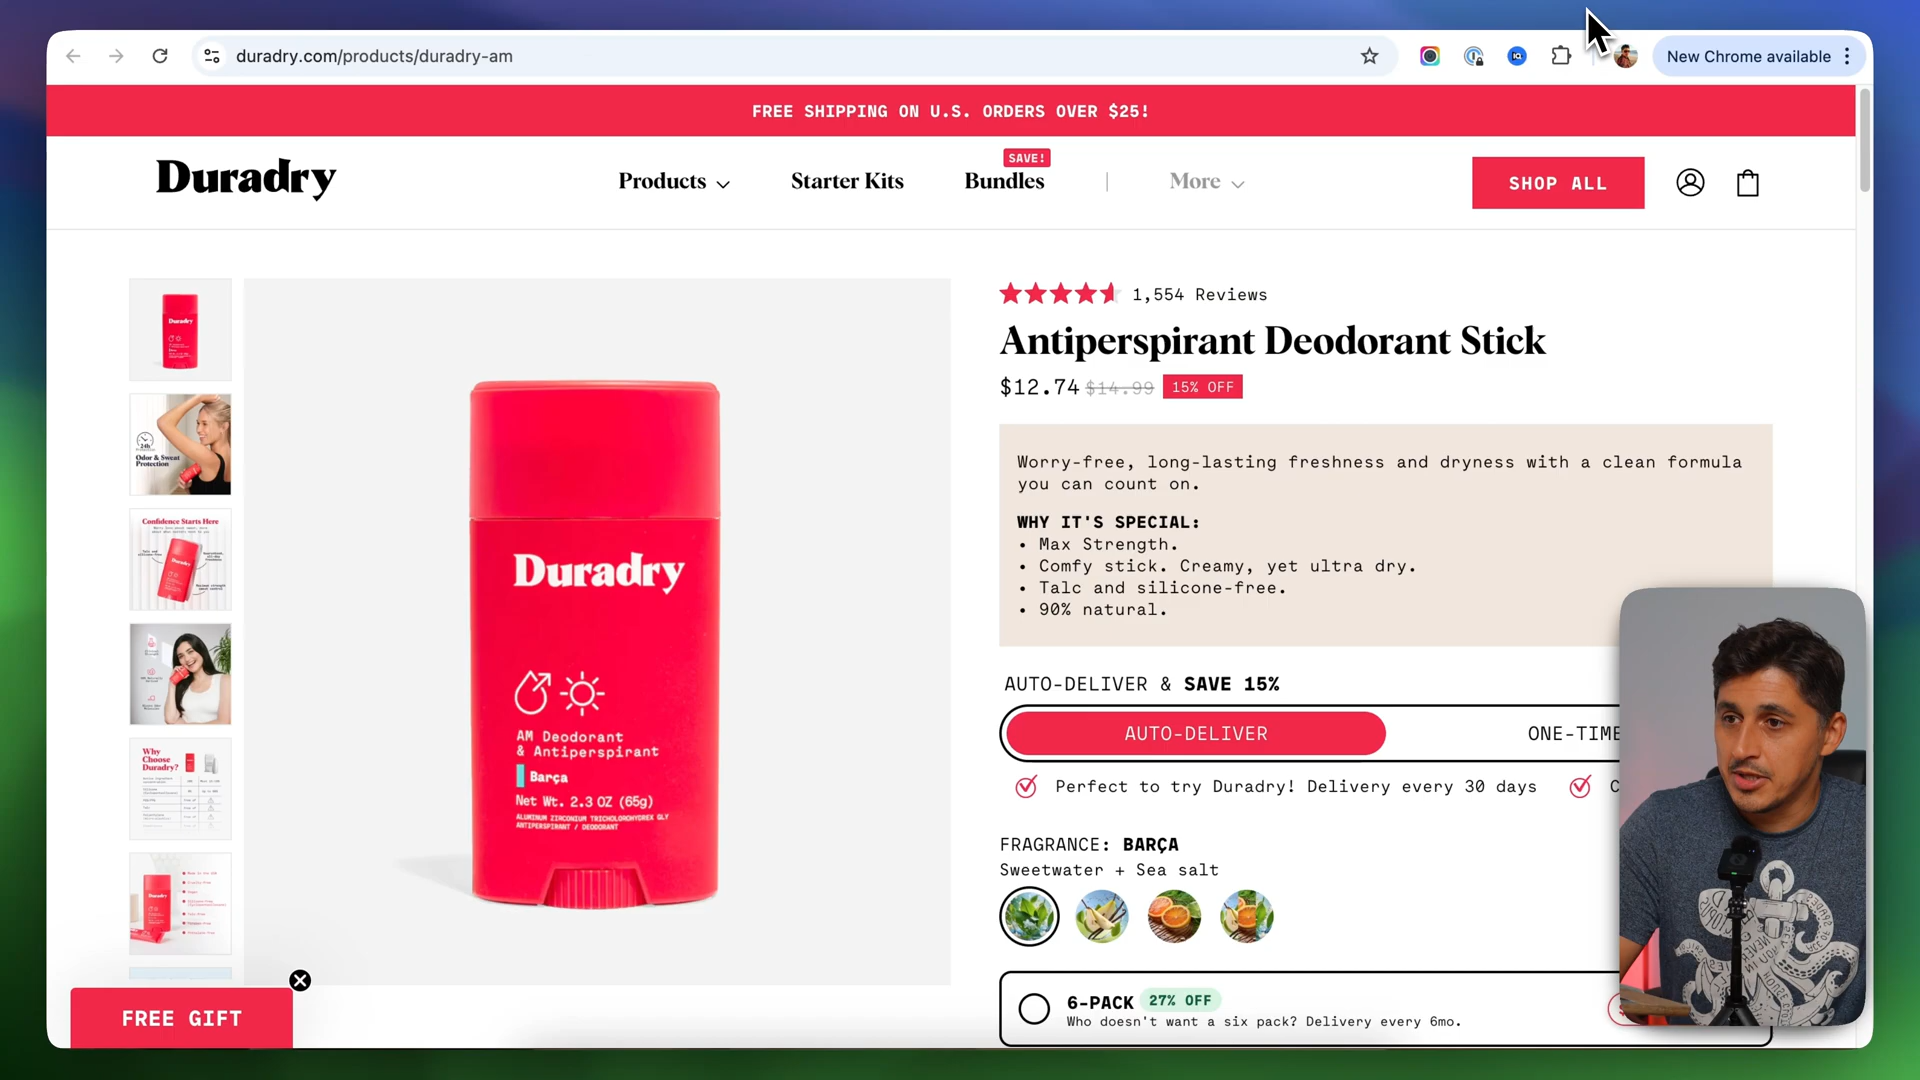 duradry.com/products/duradry-am
New Chrome available
FREE SHIPPING ON U.S. ORDERS OVER $25!
Duradry
Products
Starter Kits
SAVE!
Bundles
More
SHOP ALL
1,554 Reviews
Antiperspirant Deodorant Stick
$12.74 $14.99 15% OFF
Worry-free, long-lasting freshness and dryness with a clean formula
you can count on.
WHY IT'S SPECIAL:
• Max Strength.
• Comfy stick. Creamy, yet ultra dry.
• Talc and silicone-free.
• 90% natural.
AUTO-DELIVER & SAVE 15%
AUTO-DELIVER
ONE-TIME
Perfect to try Duradry! Delivery every 30 days
C
FRAGRANCE: BARÇA
Sweetwater + Sea salt
6-PACK 27% OFF
Who doesn't want a six pack? Delivery every 6mo.
Duradry
AM Deodorant
& Antiperspirant
Barça
Net Wt. 2.3 OZ (65g)
ALUMINUM ZIRCONIUM TRICHLOROHYDREX GLY
ANTIPERSPIRANT / DEODORANT
Duradry
24h
Odor & Sweat
Protection
Confidence Starts Here
Why
Choose
Duradry?
FREE GIFT